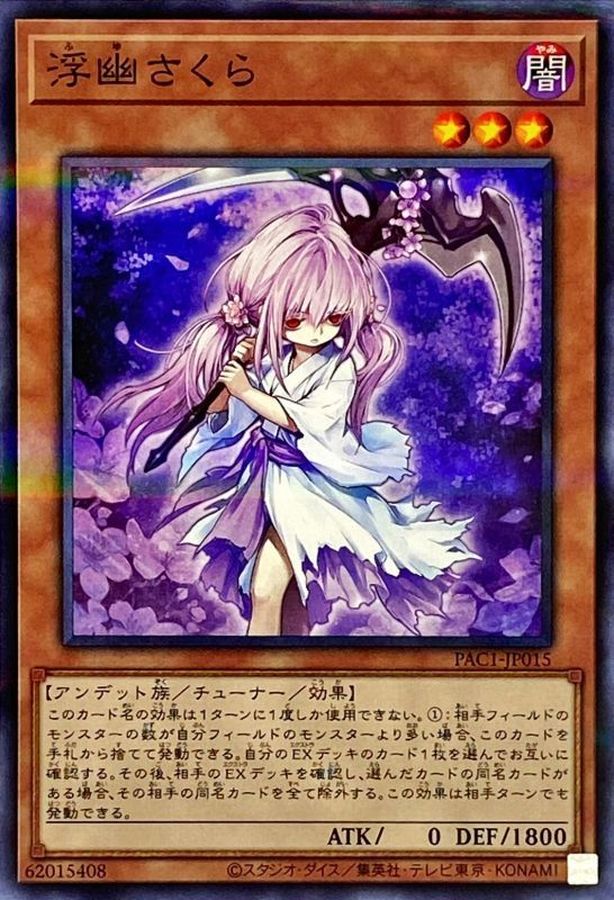 浮幽さくら
闇
PAC1-JP015
【アンデット族／チューナー／効果】
このカード名の効果は1ターンに1度しか使用できない。①：相手フィールドの
モンスターの数が自分フィールドのモンスターより多い場合、このカードを
手札から捨てて発動できる。自分のEXデッキのカード1枚を選んでお互いに
確認する。その後、相手のEXデッキを確認し、選んだカードの同名カードが
ある場合、その相手の同名カードを全て除外する。この効果は相手ターンでも
発動できる。
ATK/ 0 DEF/1800
62015408 ©スタジオ・ダイス／集英社・テレビ東京・KONAMI